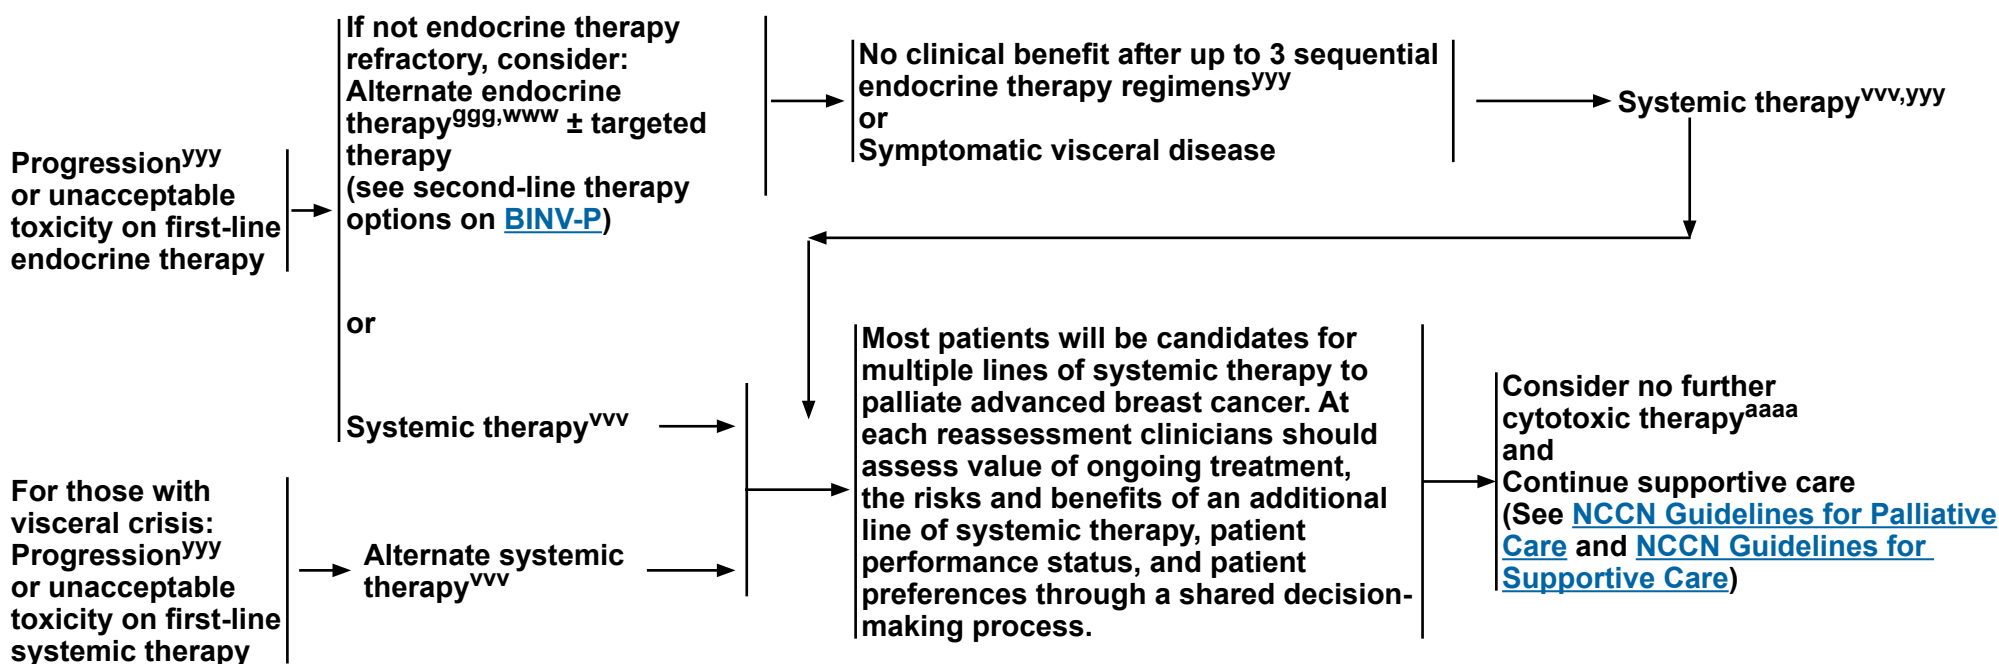 Progressionyyy
or unacceptable
toxicity on first-line
endocrine therapy
If not endocrine therapy
refractory, consider:
Alternate endocrine
therapyggg,www ± targeted
therapy
(see second-line therapy
options on BINV-P)
or
Systemic therapyvvv
No clinical benefit after up to 3 sequential
endocrine therapy regimensyyy
or
Symptomatic visceral disease
Systemic therapyvvv,yyy
For those with
visceral crisis:
Progressionyyy
or unacceptable
toxicity on first-line
systemic therapy
Alternate systemic
therapyvvv
Most patients will be candidates for
multiple lines of systemic therapy to
palliate advanced breast cancer. At
each reassessment clinicians should
assess value of ongoing treatment,
the risks and benefits of an additional
line of systemic therapy, patient
performance status, and patient
preferences through a shared decision-
making process.
Consider no further
cytotoxic therapyaaaa
and
Continue supportive care
(See NCCN Guidelines for Palliative
Care and NCCN Guidelines for
Supportive Care)